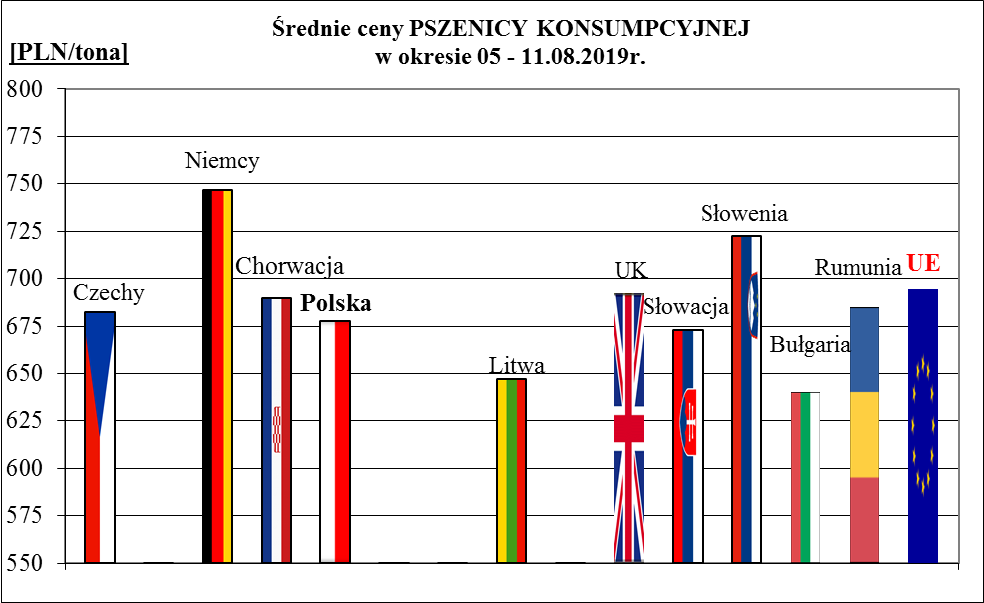 Średnie ceny PSZENICY KONSUMPCYJNEJ
w okresie 05 - 11.08.2019r.
[PLN/tona]
800
775
750
725
700
675
650
625
600
575
550
Czechy
Niemcy
Chorwacja
Polska
Litwa
UK
Słowacja
Słowenia
Bułgaria
Rumunia
UE